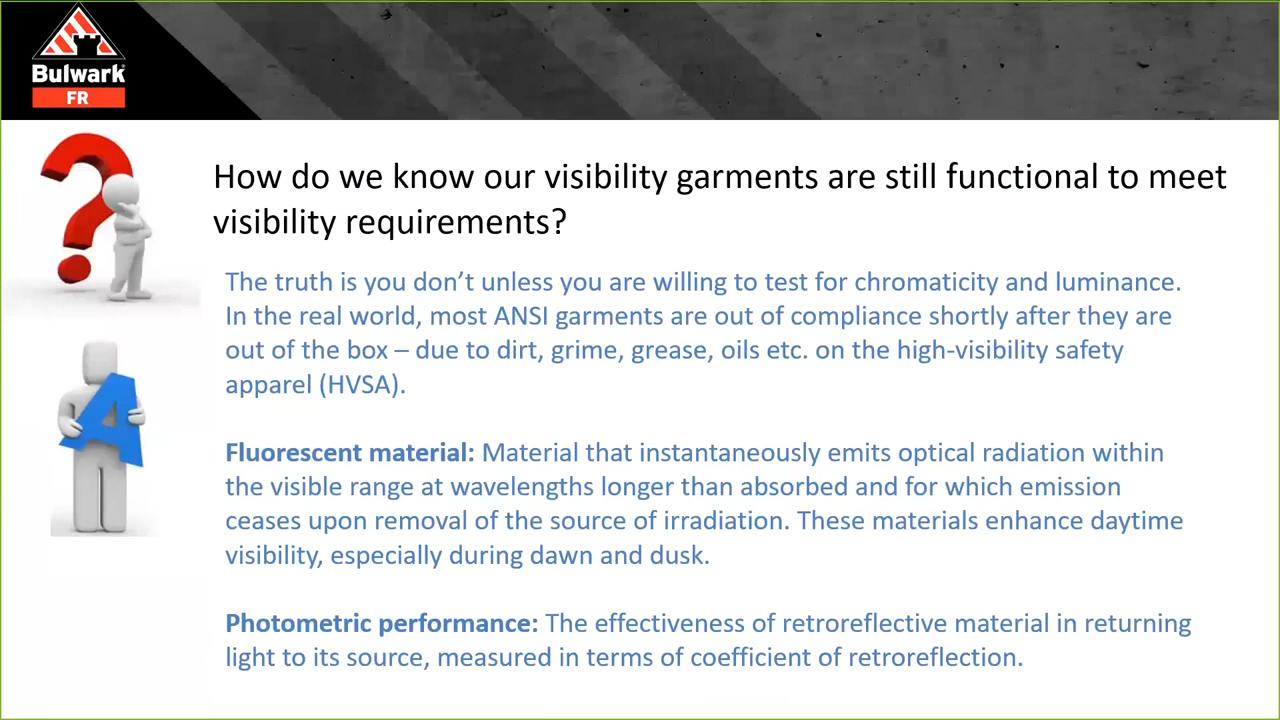 Bulwark
FR
How do we know our visibility garments are still functional to meet
visibility requirements?
The truth is you don’t unless you are willing to test for chromaticity and luminance.
In the real world, most ANSI garments are out of compliance shortly after they are
out of the box – due to dirt, grime, grease, oils etc. on the high-visibility safety
apparel (HVSA).
A
Fluorescent material: Material that instantaneously emits optical radiation within
the visible range at wavelengths longer than absorbed and for which emission
ceases upon removal of the source of irradiation. These materials enhance daytime
visibility, especially during dawn and dusk.
Photometric performance: The effectiveness of retroreflective material in returning
light to its source, measured in terms of coefficient of retroreflection.